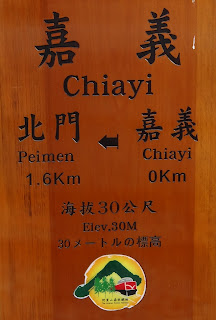 嘉義
Chiayi
北門 ⬅ 嘉義
Peimen Chiayi
1.6Km 0Km
海拔30公尺
Elev.30M
30メートルの標高